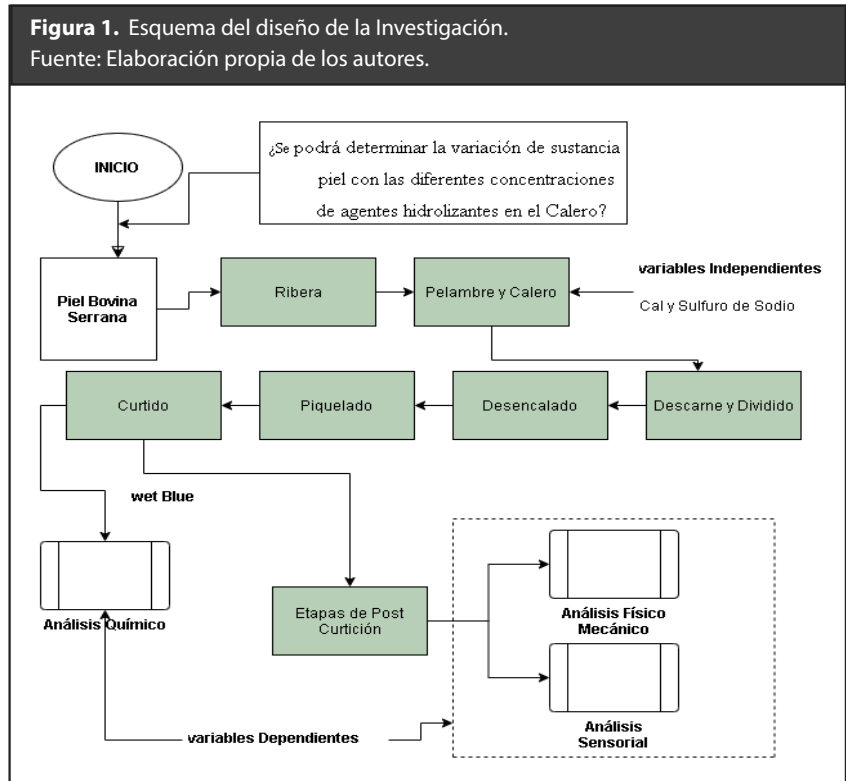 Figura 1. Esquema del diseño de la Investigación.
Fuente: Elaboración propia de los autores.
INICIO
¿Se podrá determinar la variación de sustancia
piel con las diferentes concentraciones
de agentes hidrolizantes en el Calero?
Piel Bovina
Serrana
Ribera
Pelambre y Calero
variables Independientes
Cal y Sulfuro de Sodio
Curtido
Piquelado
Desencalado
Descarne y Dividido
wet Blue
Análisis Químico
Etapas de Post
Curtición
Análisis Físico
Mecánico
Análisis
Sensorial
variables Dependientes